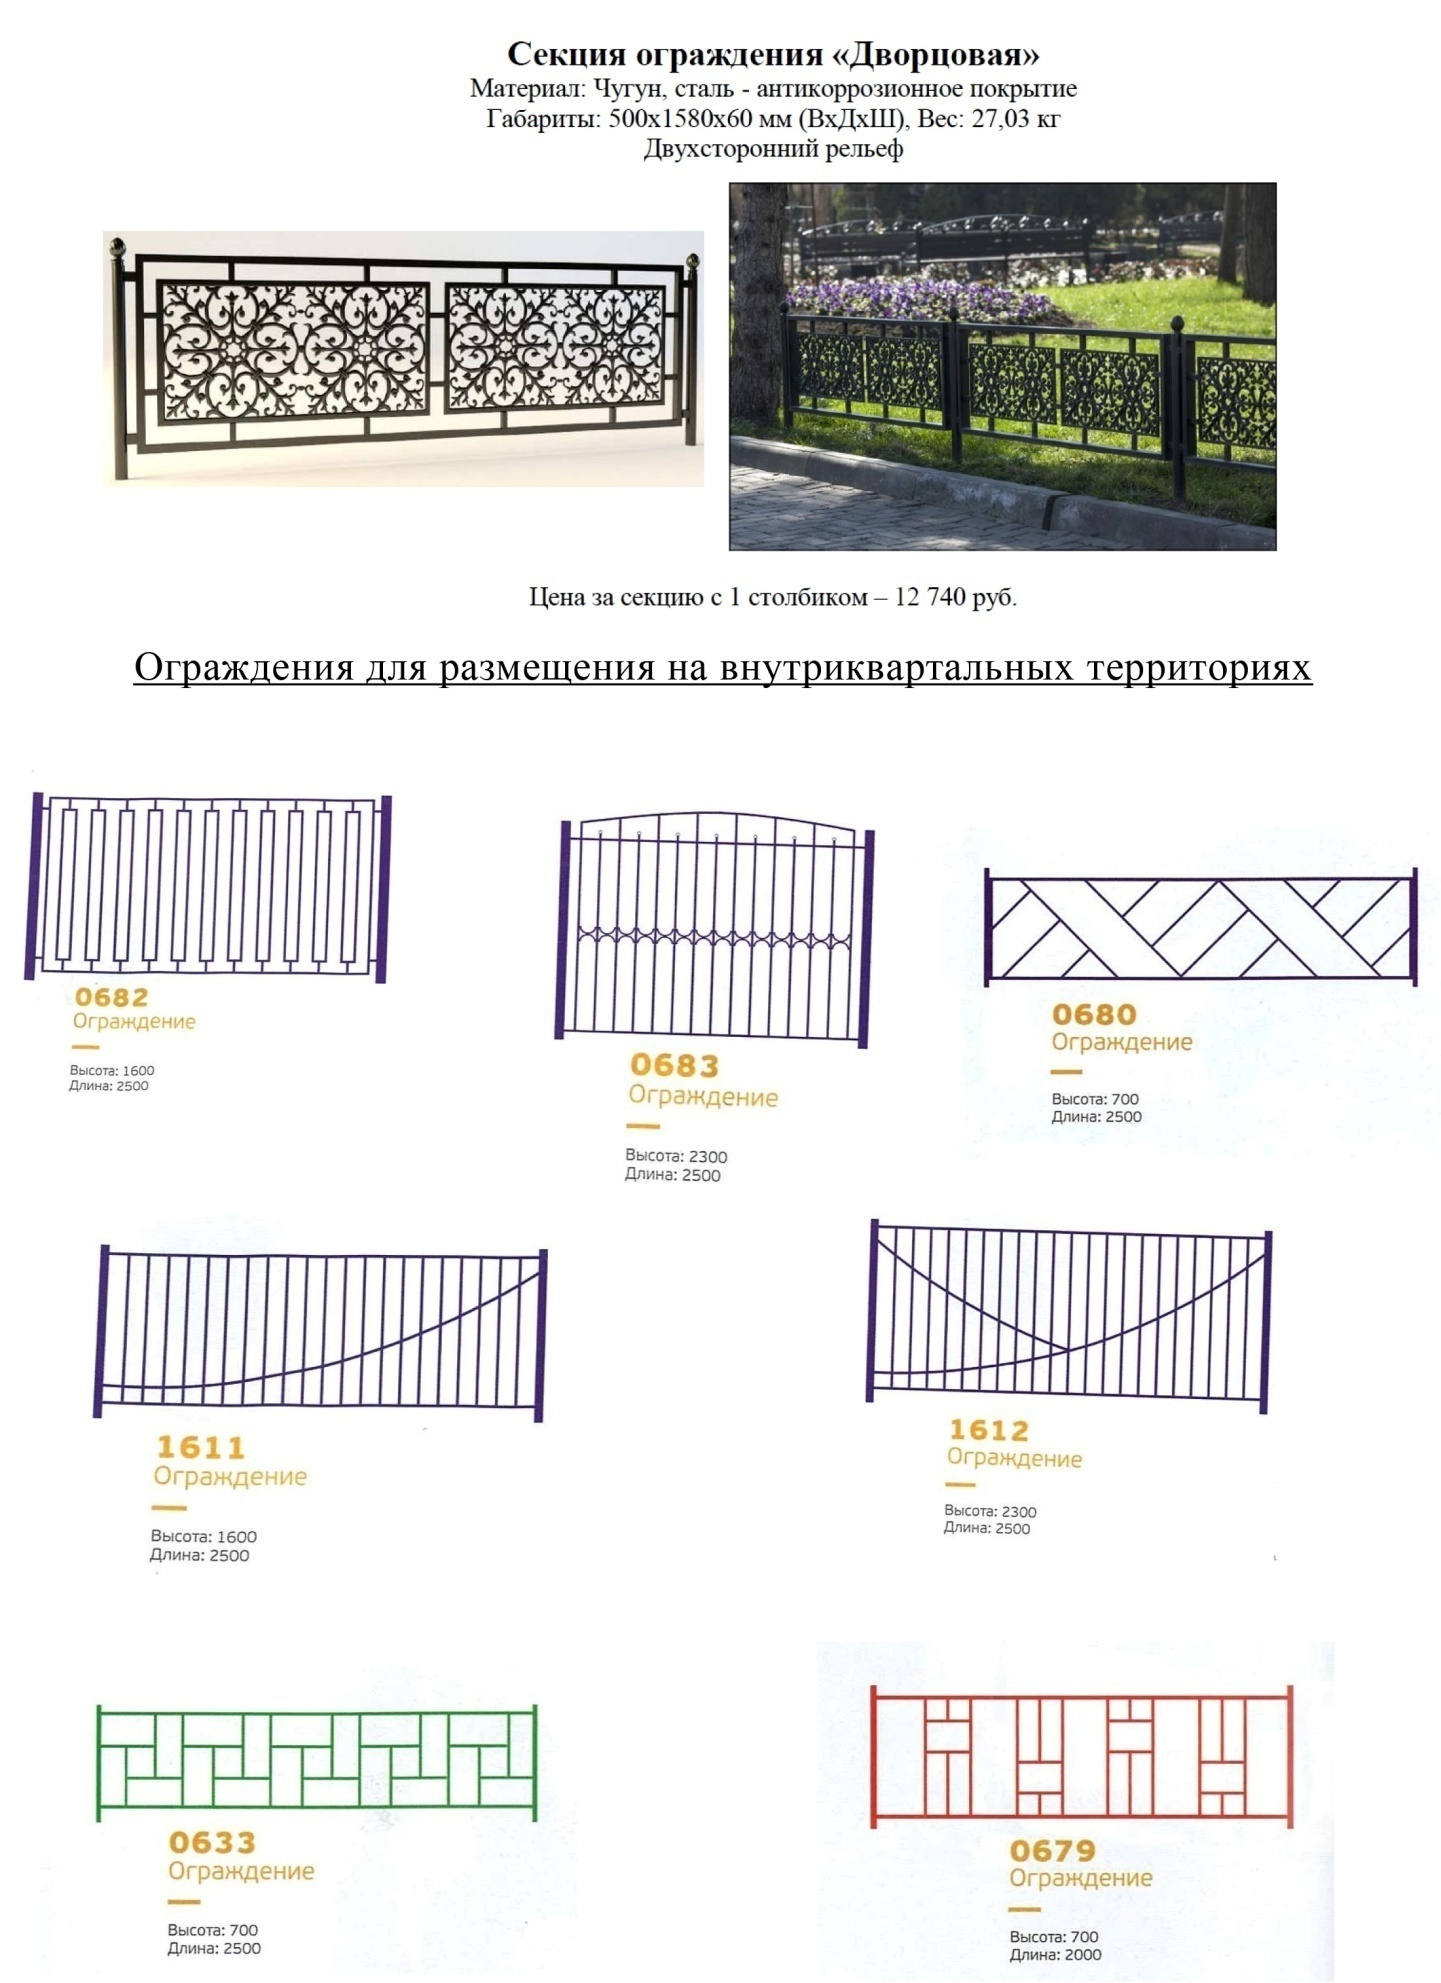 Секция ограждения «Дворцовая»
Материал: Чугун, сталь - антикоррозионное покрытие
Габариты: 500х1580х60 мм (ВхДхШ), Вес: 27,03 кг
Двухсторонний рельеф
Цена за секцию с 1 столбиком – 12 740 руб.
Ограждения для размещения на внутриквартальных территориях
0682
Ограждение
Высота: 1600
Длина: 2500
0683
Ограждение
Высота: 2300
Длина: 2500
0680
Ограждение
Высота: 700
Длина: 2500
1611
Ограждение
Высота: 1600
Длина: 2500
1612
Ограждение
Высота: 2300
Длина: 2500
0633
Ограждение
Высота: 700
Длина: 2500
0679
Ограждение
Высота: 700
Длина: 2000